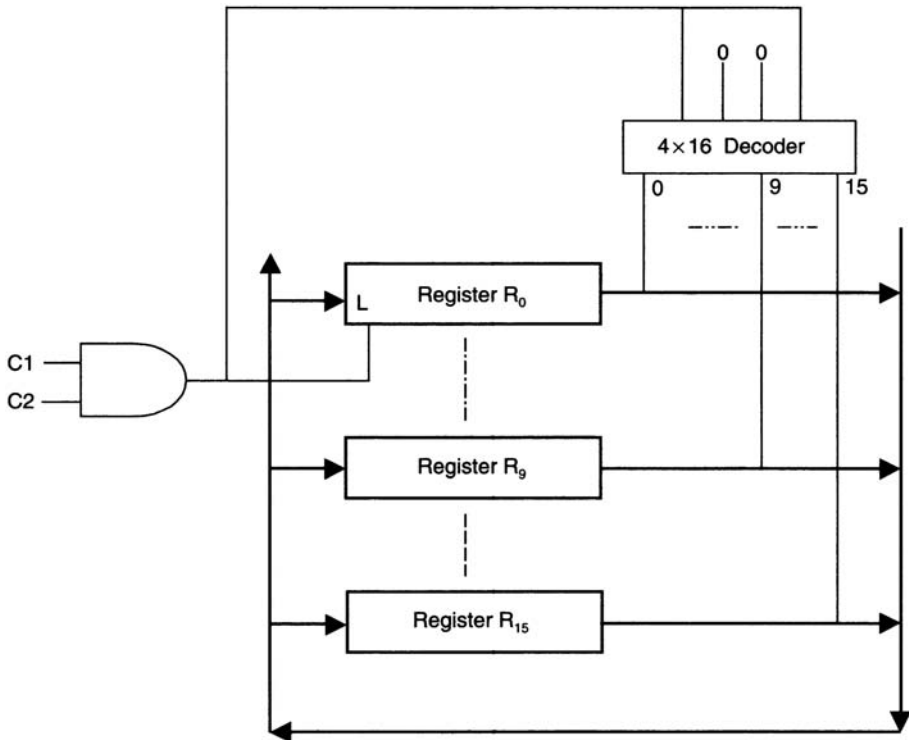 0 0
4×16 Decoder
0 9 15
Register R₀
L
C1
C2
Register R₉
Register R₁₅